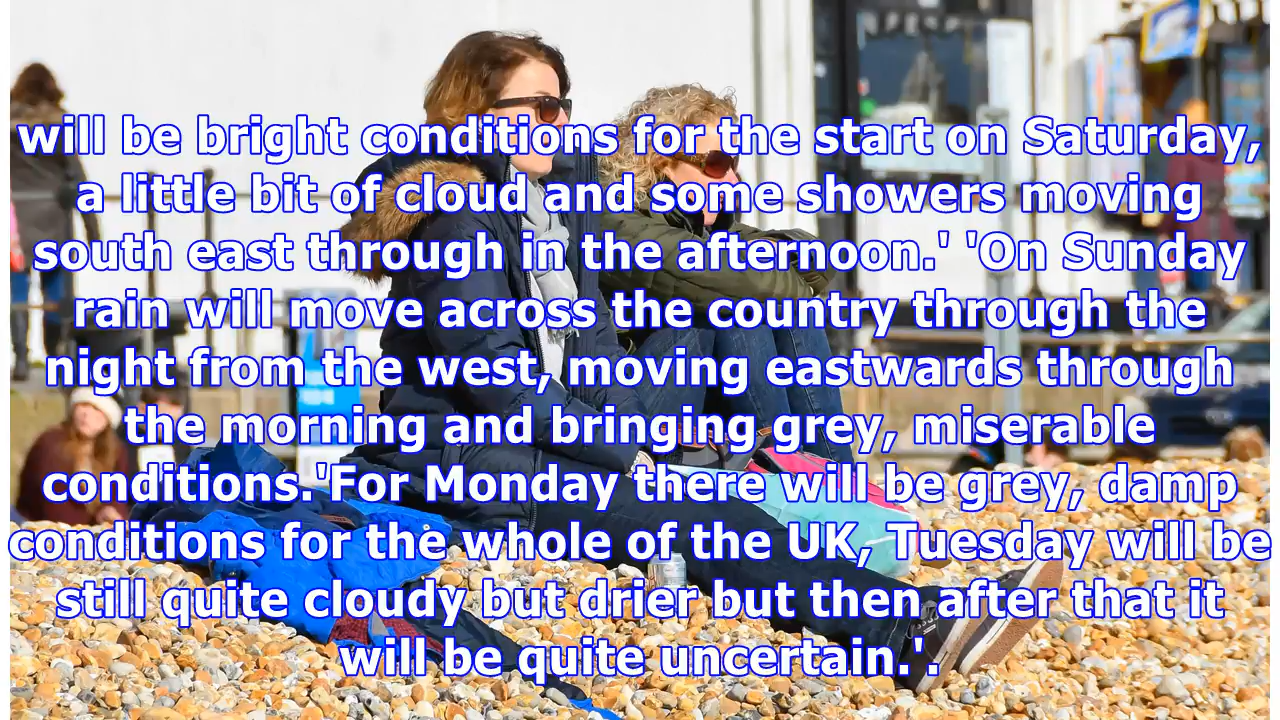 will be bright conditions for the start on Saturday,
a little bit of cloud and some showers moving
south east through in the afternoon.' 'On Sunday
rain will move across the country through the
night from the west, moving eastwards through
the morning and bringing grey, miserable
conditions.'For Monday there will be grey, damp
conditions for the whole of the UK, Tuesday will be
still quite cloudy but drier but then after that it
will be quite uncertain.'.